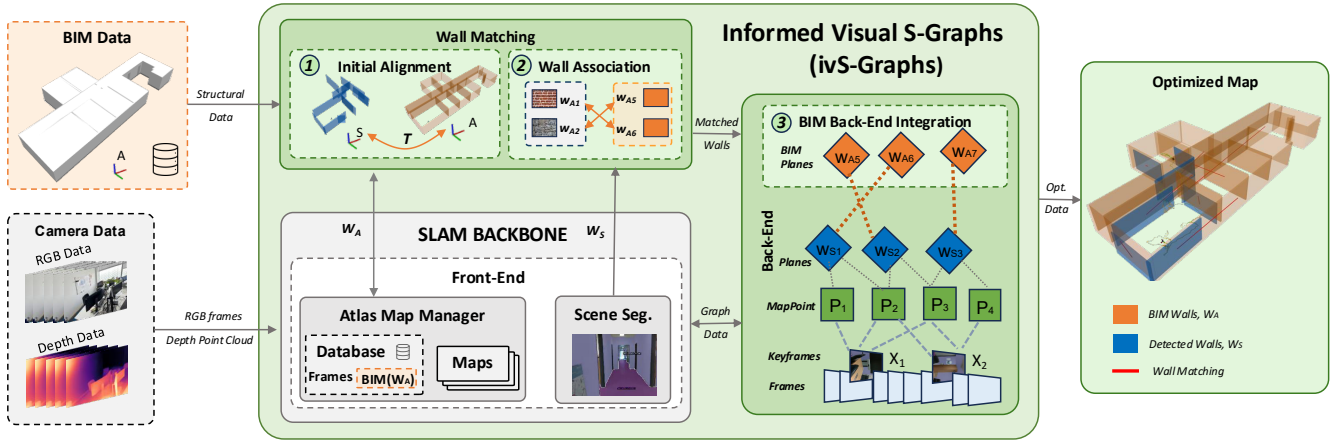 BIM Data
A
Structural
Data
Camera Data
RGB Data
Depth Data
RGB frames
Depth Point Cloud
Informed Visual S-Graphs
(ivS-Graphs)
Wall Matching
1
Initial Alignment
S
T
A
2
Wall Association
WA1
WA5
WA2
WA6
Matched
Walls
WA
WS
SLAM BACKBONE
Front-End
Atlas Map Manager
Database
Frames
BIM(WA)
Maps
Scene Seg.
Graph
Data
3
BIM Back-End Integration
BIM
Planes
WA5
WA6
WA7
Back-End
Planes
WS1
WS2
WS3
MapPoint
P1
P2
P3
P4
Keyframes
X1
X2
Frames
Opt.
Data
Optimized Map
BIM Walls, WA
Detected Walls, WS
Wall Matching